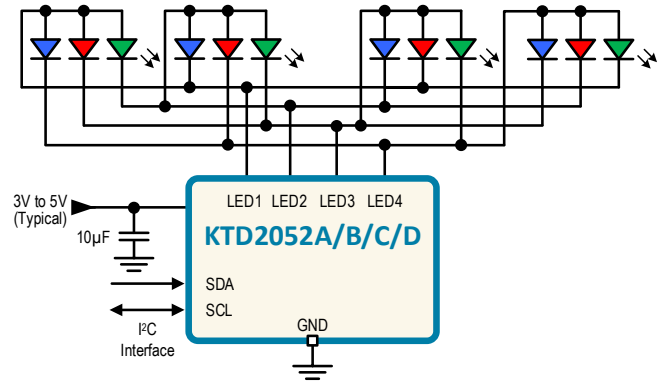 LED1 LED2 LED3 LED4
KTD2052A/B/C/D
3V to 5V
(Typical)
10µF
SDA
SCL
I²C
Interface
GND